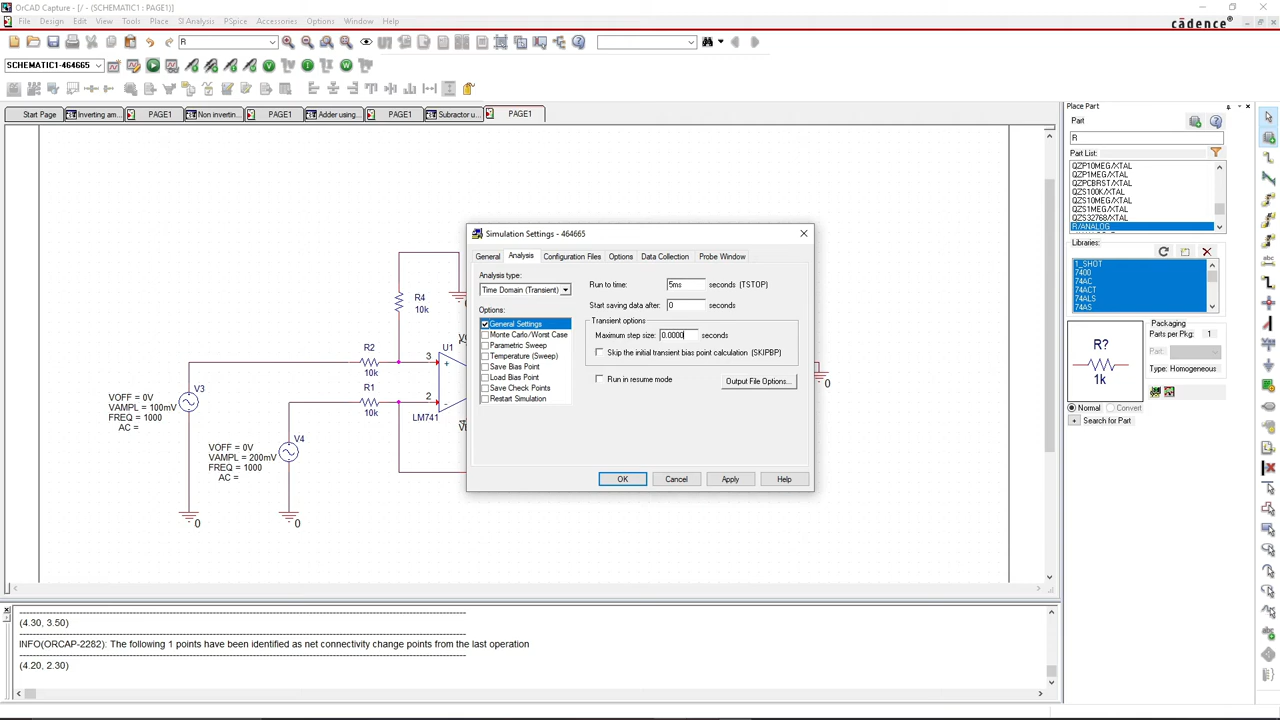 OrCAD Capture - [/ - (SCHEMATIC1 : PAGE1)]
File Design Edit View Tools Place SI Analysis PSpice Accessories Options Window Help
cādence
R
SCHEMATIC1-464665
Start Page
Inverting am...
PAGE1
Non invertin...
PAGE1
Adder using...
PAGE1
Subractor u...
PAGE1
R4
10k
R2
10k
R1
10k
U1
3
+
2
-
LM741
V3
VOFF = 0V
VAMPL = 100mV
FREQ = 1000
AC =
V4
VOFF = 0V
VAMPL = 200mV
FREQ = 1000
AC =
0
0
0
Simulation Settings - 464665
General Analysis Configuration Files Options Data Collection Probe Window
Analysis type:
Time Domain (Transient)
Options:
General Settings
Monte Carlo/Worst Case
Parametric Sweep
Temperature (Sweep)
Save Bias Point
Load Bias Point
Save Check Points
Restart Simulation
Run to time: 5ms seconds (TSTOP)
Start saving data after: 0 seconds
Transient options
Maximum step size: 0.0000 seconds
Skip the initial transient bias point calculation (SKIPBP)
Run in resume mode
Output File Options...
OK Cancel Apply Help
Place Part
Part
R
Part List:
QZP10MEG/XTAL
QZP1MEG/XTAL
QZPCBRST/XTAL
QZS100K/XTAL
QZS10MEG/XTAL
QZS1MEG/XTAL
QZS32768/XTAL
R/ANALOG
Libraries:
1_SHOT
7400
74AC
74ACT
74ALS
74AS
R?
1k
Packaging
Parts per Pkg: 1
Part:
Type: Homogeneous
Normal Convert
+ Search for Part
(4.30, 3.50)
INFO(ORCAP-2282): The following 1 points have been identified as net connectivity change points from the last operation
(4.20, 2.30)